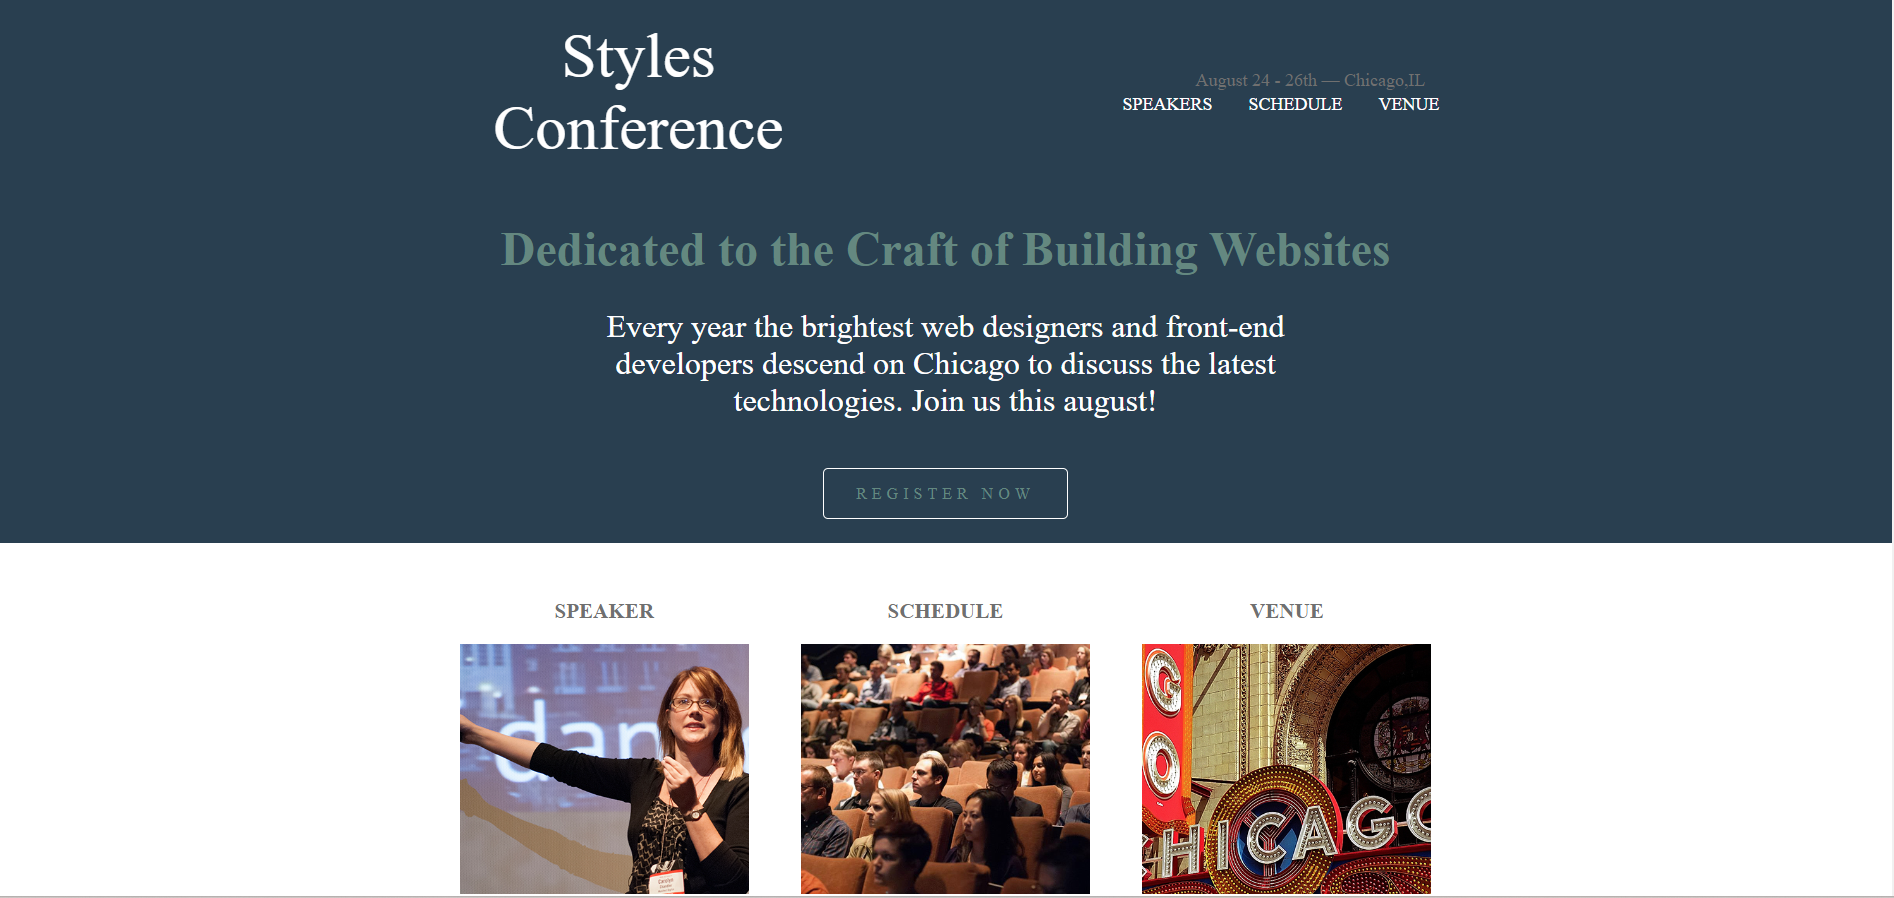 Styles
Conference
August 24 - 26th — Chicago,IL
SPEAKERS SCHEDULE VENUE
Dedicated to the Craft of Building Websites
Every year the brightest web designers and front-end
developers descend on Chicago to discuss the latest
technologies. Join us this august!
REGISTER NOW
SPEAKER
SCHEDULE
VENUE
dan
Carolyn
GO
CHICAGO